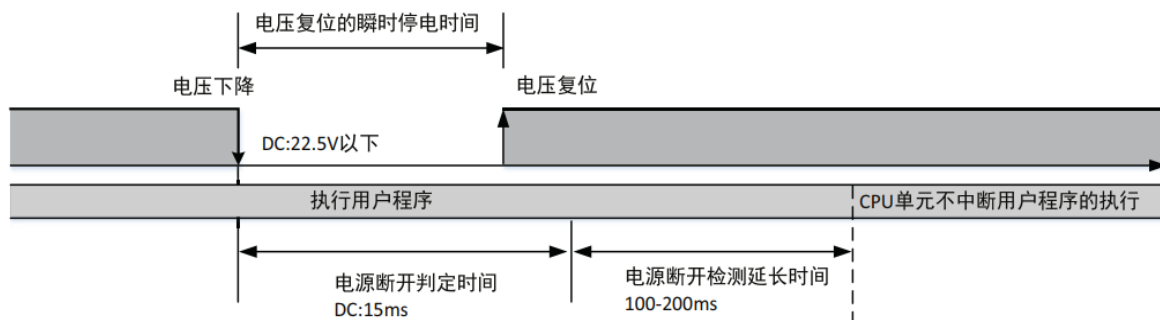 电压复位的瞬时停电时间
电压下降
电压复位
DC:22.5V以下
执行用户程序
CPU单元不中断用户程序的执行
电源断开判定时间
DC:15ms
电源断开检测延长时间
100-200ms